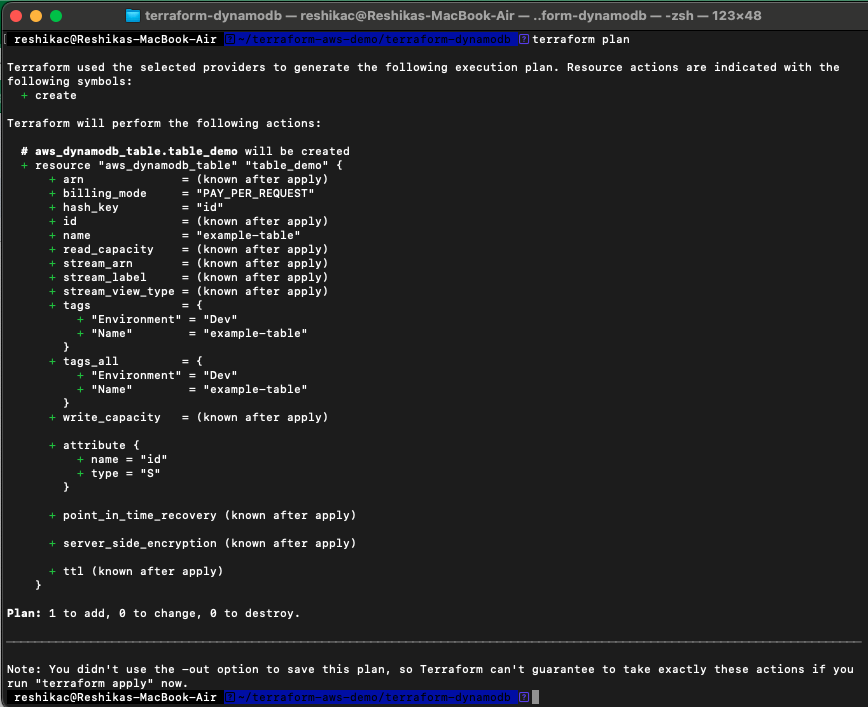 terraform-dynamodb — reshikac@Reshikas-MacBook-Air — ..form-dynamodb — -zsh — 123×48
reshikac@Reshikas-MacBook-Air ~/terraform-aws-demo/terraform-dynamodb terraform plan
Terraform used the selected providers to generate the following execution plan. Resource actions are indicated with the
following symbols:
+ create
Terraform will perform the following actions:
# aws_dynamodb_table.table_demo will be created
+ resource "aws_dynamodb_table" "table_demo" {
+ arn = (known after apply)
+ billing_mode = "PAY_PER_REQUEST"
+ hash_key = "id"
+ id = (known after apply)
+ name = "example-table"
+ read_capacity = (known after apply)
+ stream_arn = (known after apply)
+ stream_label = (known after apply)
+ stream_view_type = (known after apply)
+ tags = {
+ "Environment" = "Dev"
+ "Name" = "example-table"
}
+ tags_all = {
+ "Environment" = "Dev"
+ "Name" = "example-table"
}
+ write_capacity = (known after apply)
+ attribute {
+ name = "id"
+ type = "S"
}
+ point_in_time_recovery (known after apply)
+ server_side_encryption (known after apply)
+ ttl (known after apply)
}
Plan: 1 to add, 0 to change, 0 to destroy.
Note: You didn't use the -out option to save this plan, so Terraform can't guarantee to take exactly these actions if you
run "terraform apply" now.
reshikac@Reshikas-MacBook-Air ~/terraform-aws-demo/terraform-dynamodb